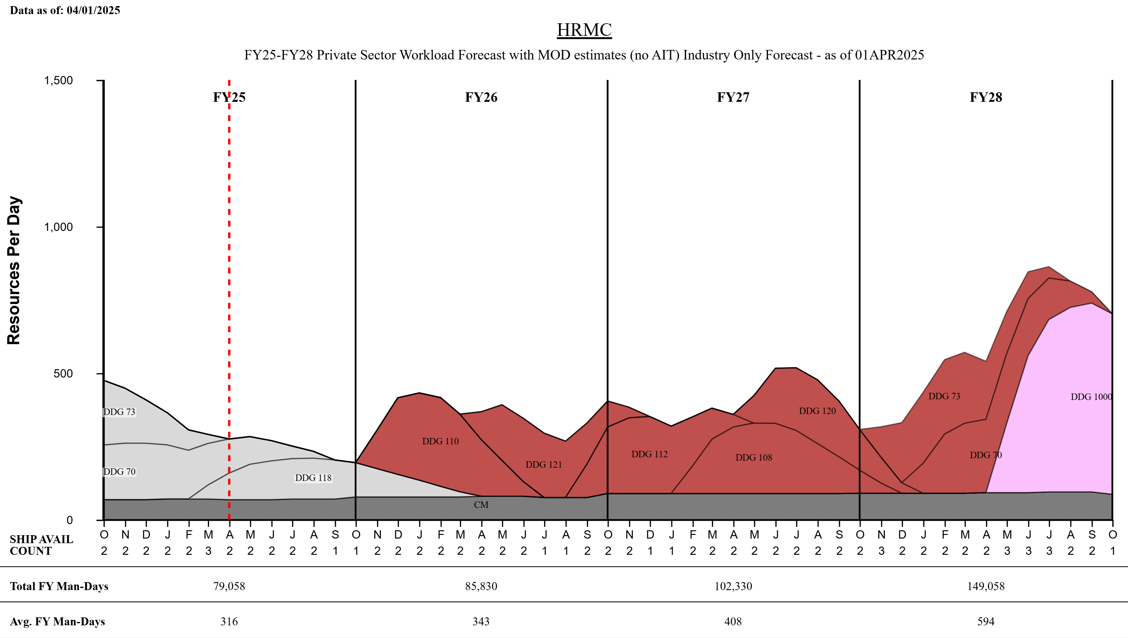 Data as of: 04/01/2025
HRMC
FY25-FY28 Private Sector Workload Forecast with MOD estimates (no AIT) Industry Only Forecast - as of 01APR2025
Resources Per Day
1,500
1,000
500
0
FY25
FY26
FY27
FY28
DDG 73
DDG 70
DDG 118
DDG 110
DDG 121
CM
DDG 112
DDG 108
DDG 120
DDG 73
DDG 70
DDG 1000
O N D J F M A M J J A S O N D J F M A M J J A S O N D J F M A M J J A S O N D J F M A M J J A S O
SHIP AVAIL COUNT
2 2 2 2 2 3 2 2 2 2 2 1 1 1 2 2 2 2 2 2 2 1 1 2 2 2 1 1 2 2 2 2 2 2 2 2 2 3 2 2 2 2 2 3 3 3 2 2 1
Total FY Man-Days 79,058 85,830 102,330 149,058
Avg. FY Man-Days 316 343 408 594